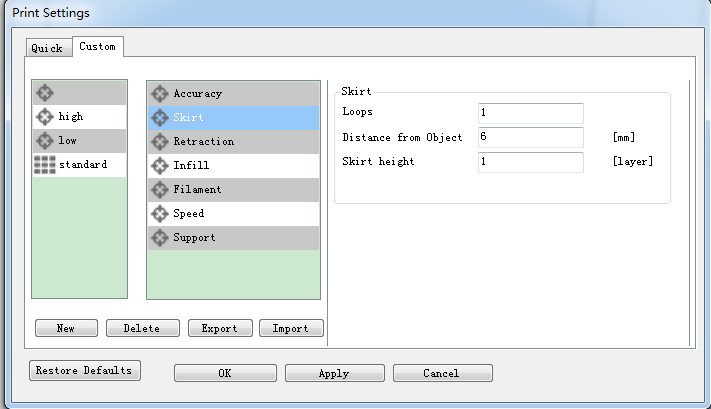 Print Settings
Quick
Custom
high
low
standard
Accuracy
Skirt
Retraction
Infill
Filament
Speed
Support
Skirt
Loops 1
Distance from Object 6 [mm]
Skirt height 1 [layer]
New Delete Export Import
Restore Defaults OK Apply Cancel